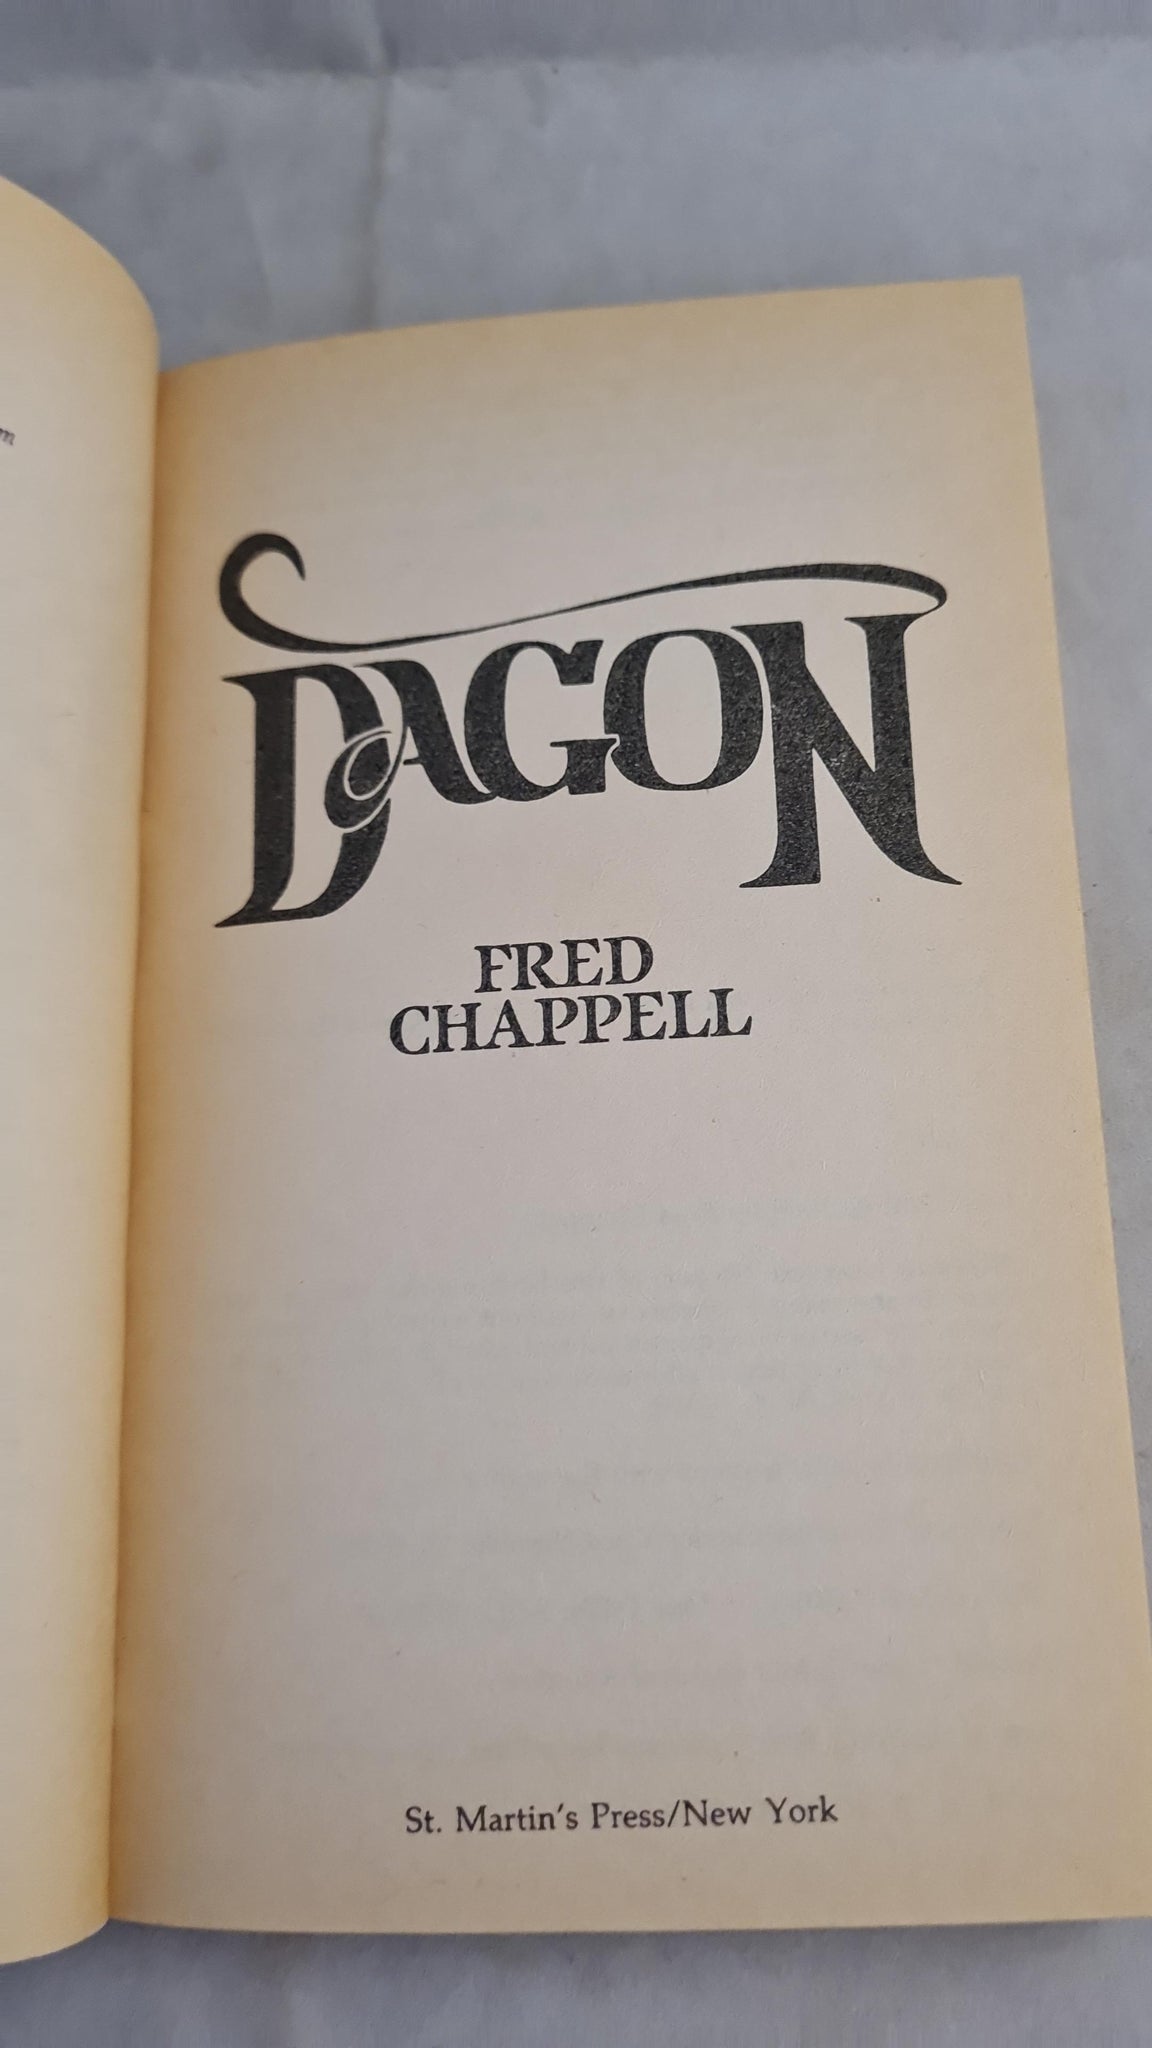 DAGON
FRED
CHAPPELL
St. Martin's Press/New York